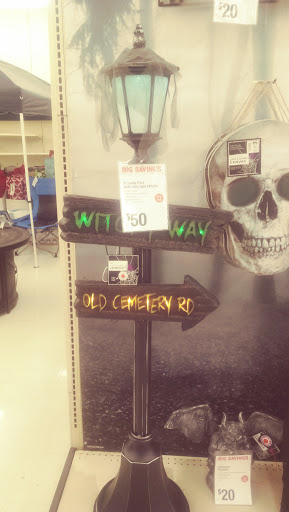 $20
BIG SAVINGS
$50
WITCH WAY
OLD CEMETERY RD
BIG SAVINGS
$20